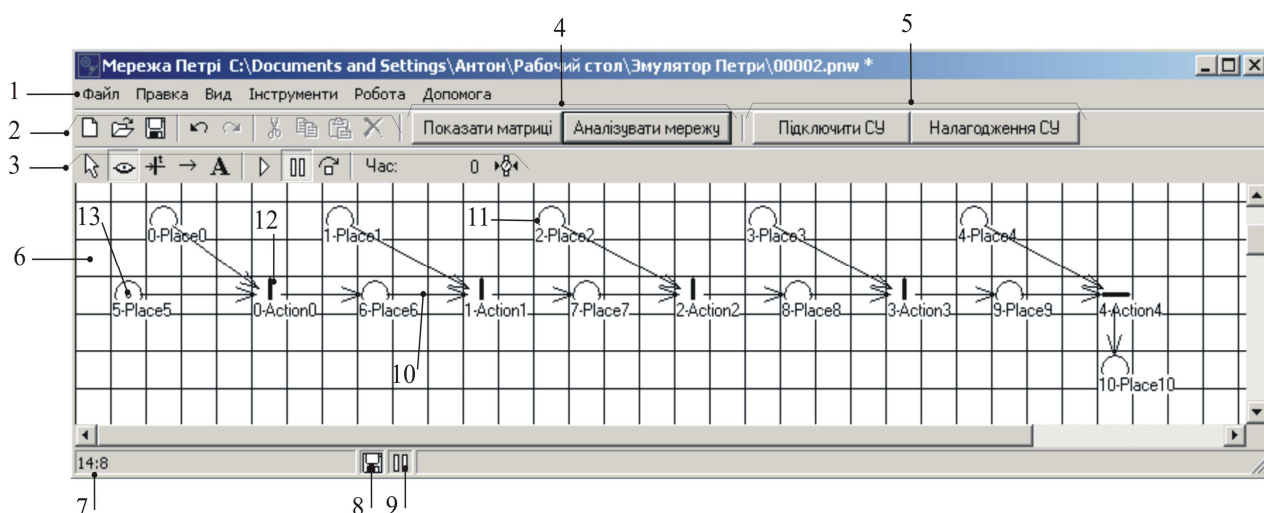 4 5
Мережа Петрі C:\Documents and Settings\Антон\Рабочий стол\Эмулятор Петри\00002.pnw *
1 Файл Правка Вид Інструменти Робота Допомога
2 Показати матриці Аналізувати мережу Підключити СУ Налагодження СУ
3 A Час: 0
13 12 11
0-Place0 1-Place1 2-Place2 3-Place3 4-Place4
6
5-Place5 0-Action0 6-Place6 1-Action1 7-Place7 2-Action2 8-Place8 3-Action3 9-Place9 4-Action4
10
10-Place10
14:8
7 8 9